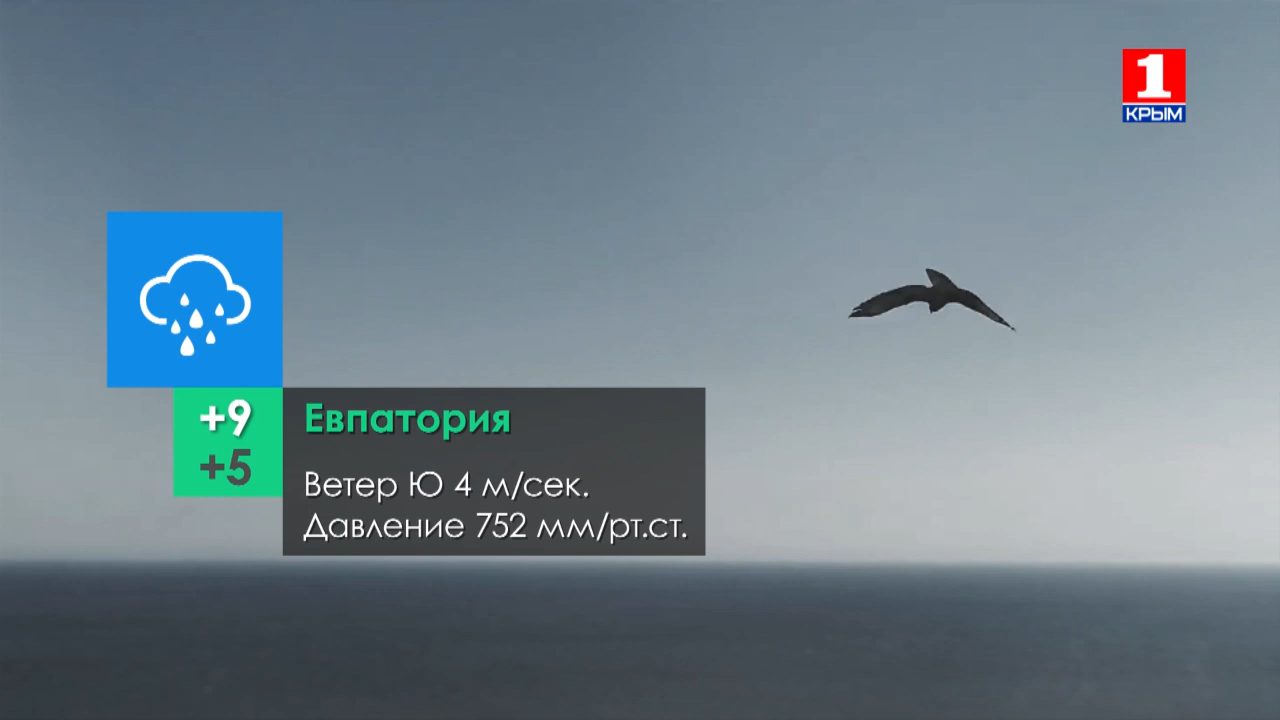 1
КРЫМ
+9
+5
Евпатория
Ветер Ю 4 м/сек.
Давление 752 мм/рт.ст.